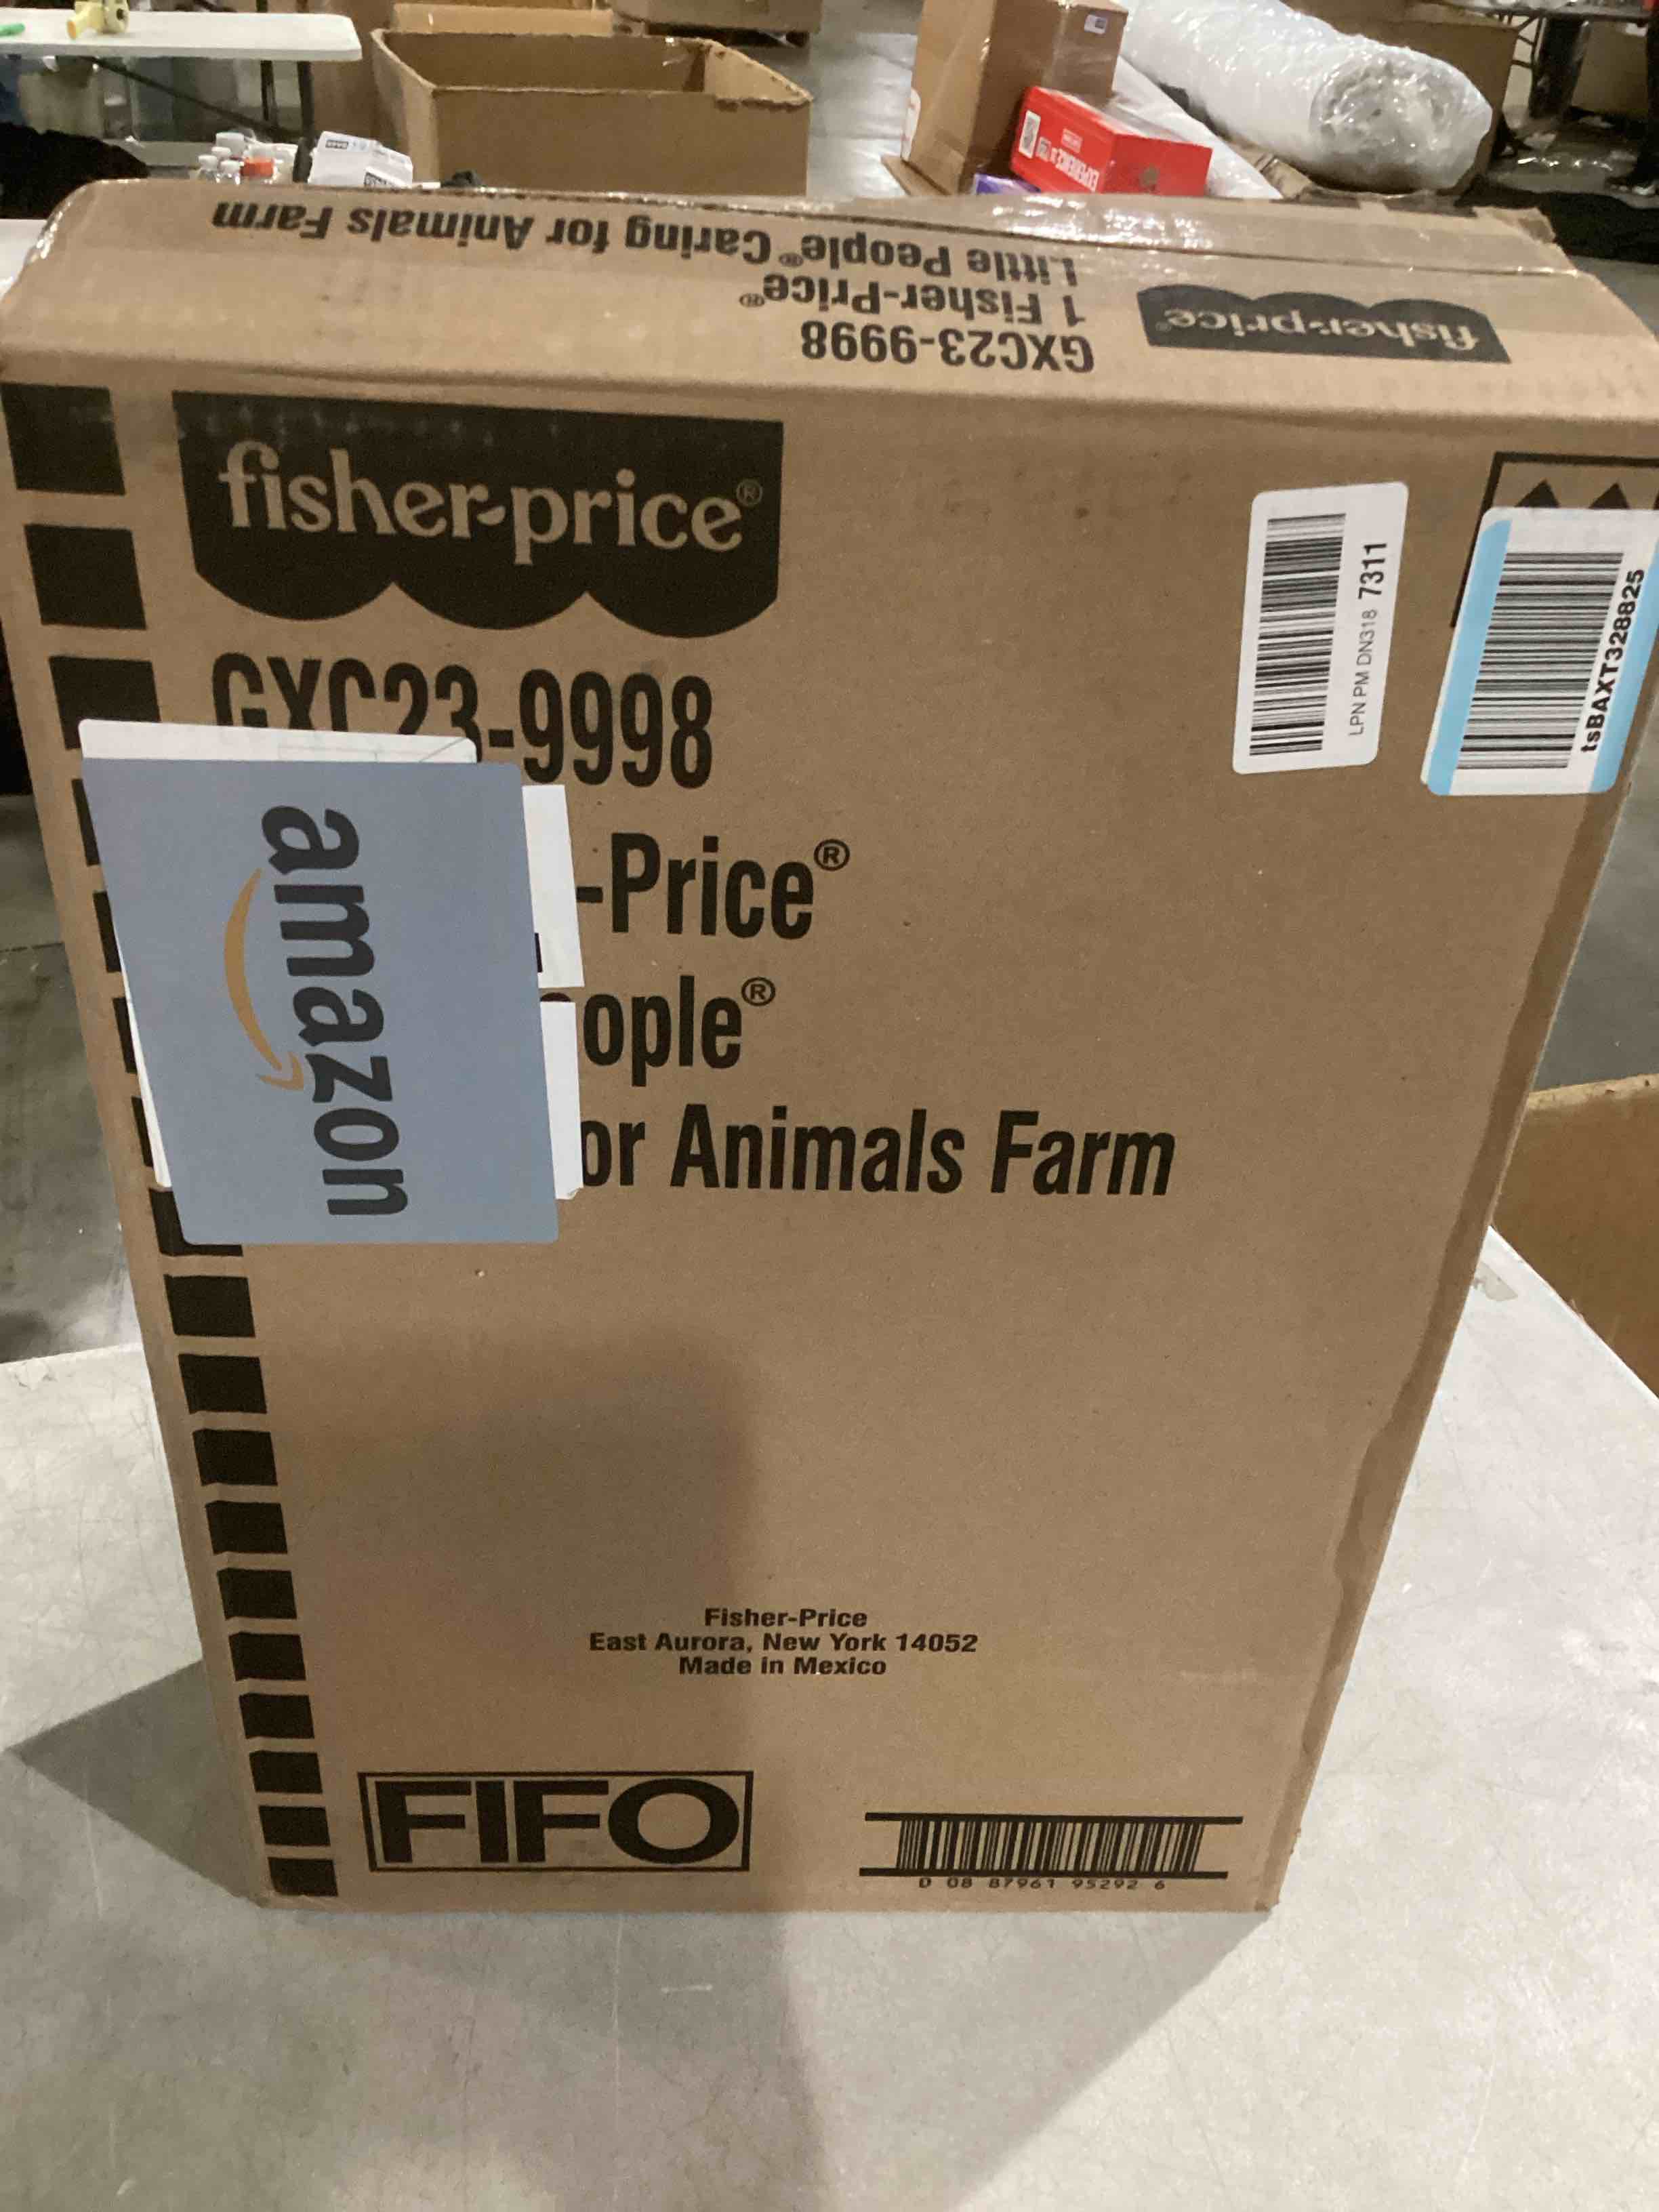 GXC23-9998
1 Fisher-Price®
Little People® Caring for Animals Farm
fisher-price®
fisher-price®
GXC23-9998
-Price®
ople®
or Animals Farm
amazon
LPN PM DN318 7311
tsBAXT328825
Fisher-Price
East Aurora, New York 14052
Made in Mexico
FIFO
0 08 87961 95292 6